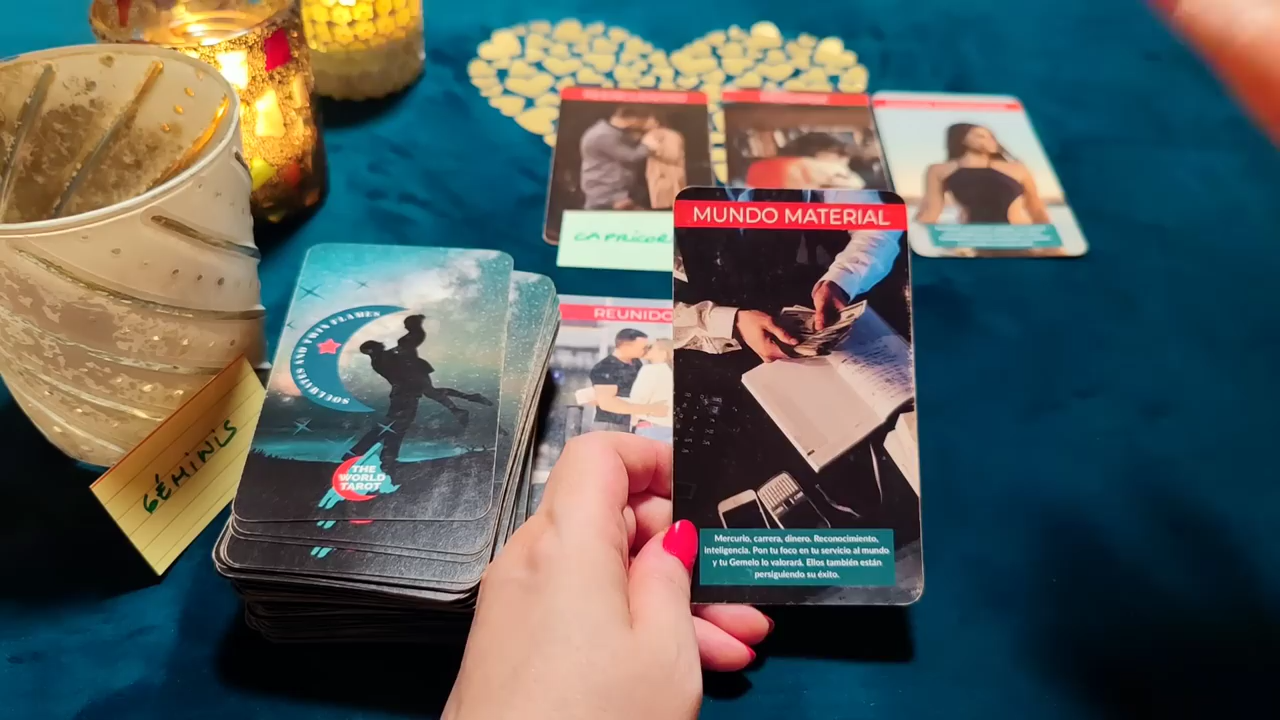 MUNDO MATERIAL
Mercurio, carrera, dinero. Reconocimiento,
inteligencia. Pon tu foco en tu servicio al mundo
y tu Gemelo lo valorará. Ellos también están
persiguiendo su éxito.
CAPRICOR
REUNIDO
SOULMATES AND TWIN FLAMES
THE
WORLD
TAROT
GÉMINIS